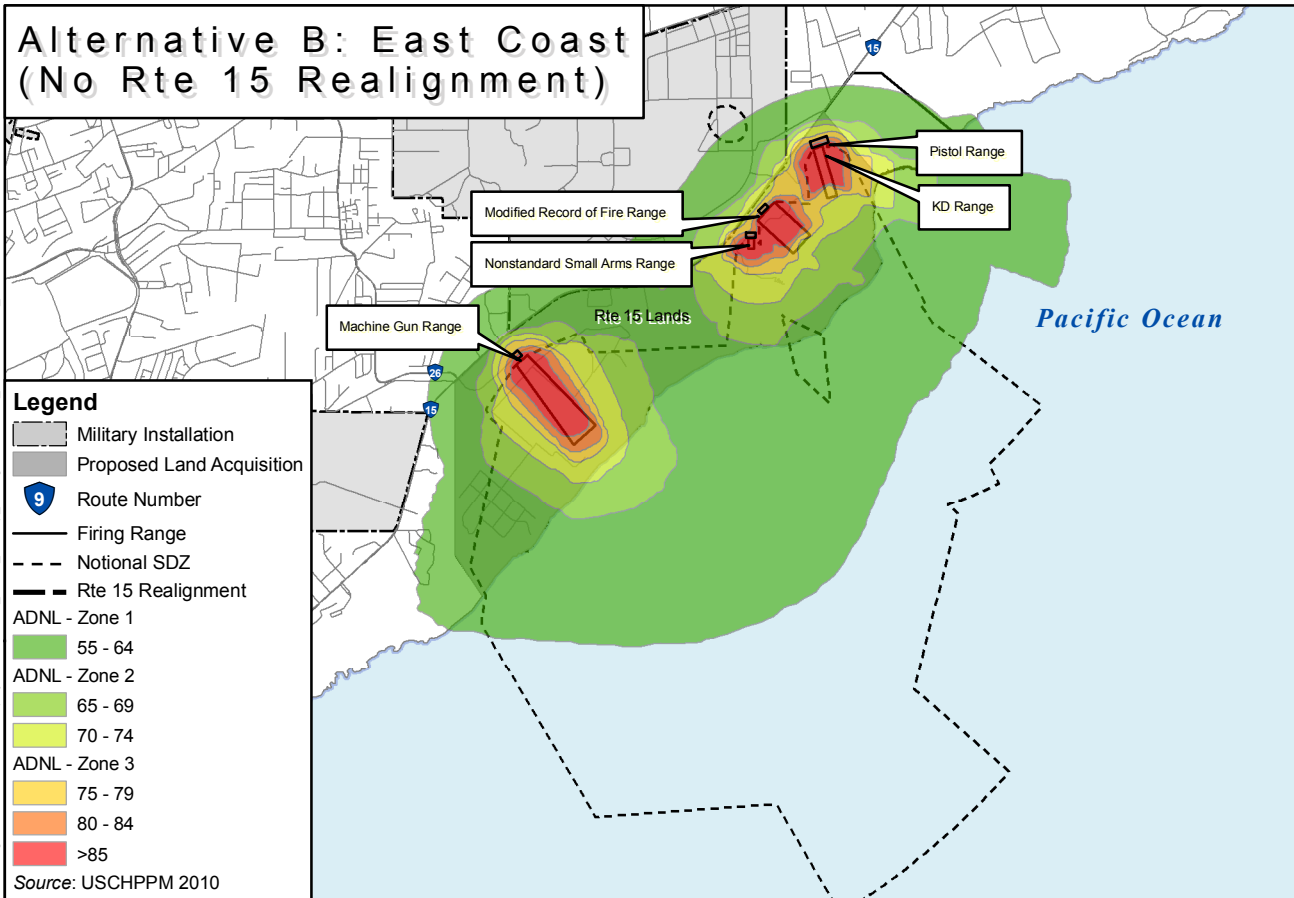 Alternative B: East Coast
(No Rte 15 Realignment)
15
Pistol Range
KD Range
Modified Record of Fire Range
Nonstandard Small Arms Range
Rte 15 Lands
Machine Gun Range
Pacific Ocean
26
15
Legend
Military Installation
Proposed Land Acquisition
9 Route Number
Firing Range
Notional SDZ
Rte 15 Realignment
ADNL - Zone 1
55 - 64
ADNL - Zone 2
65 - 69
70 - 74
ADNL - Zone 3
75 - 79
80 - 84
>85
Source: USCHPPM 2010